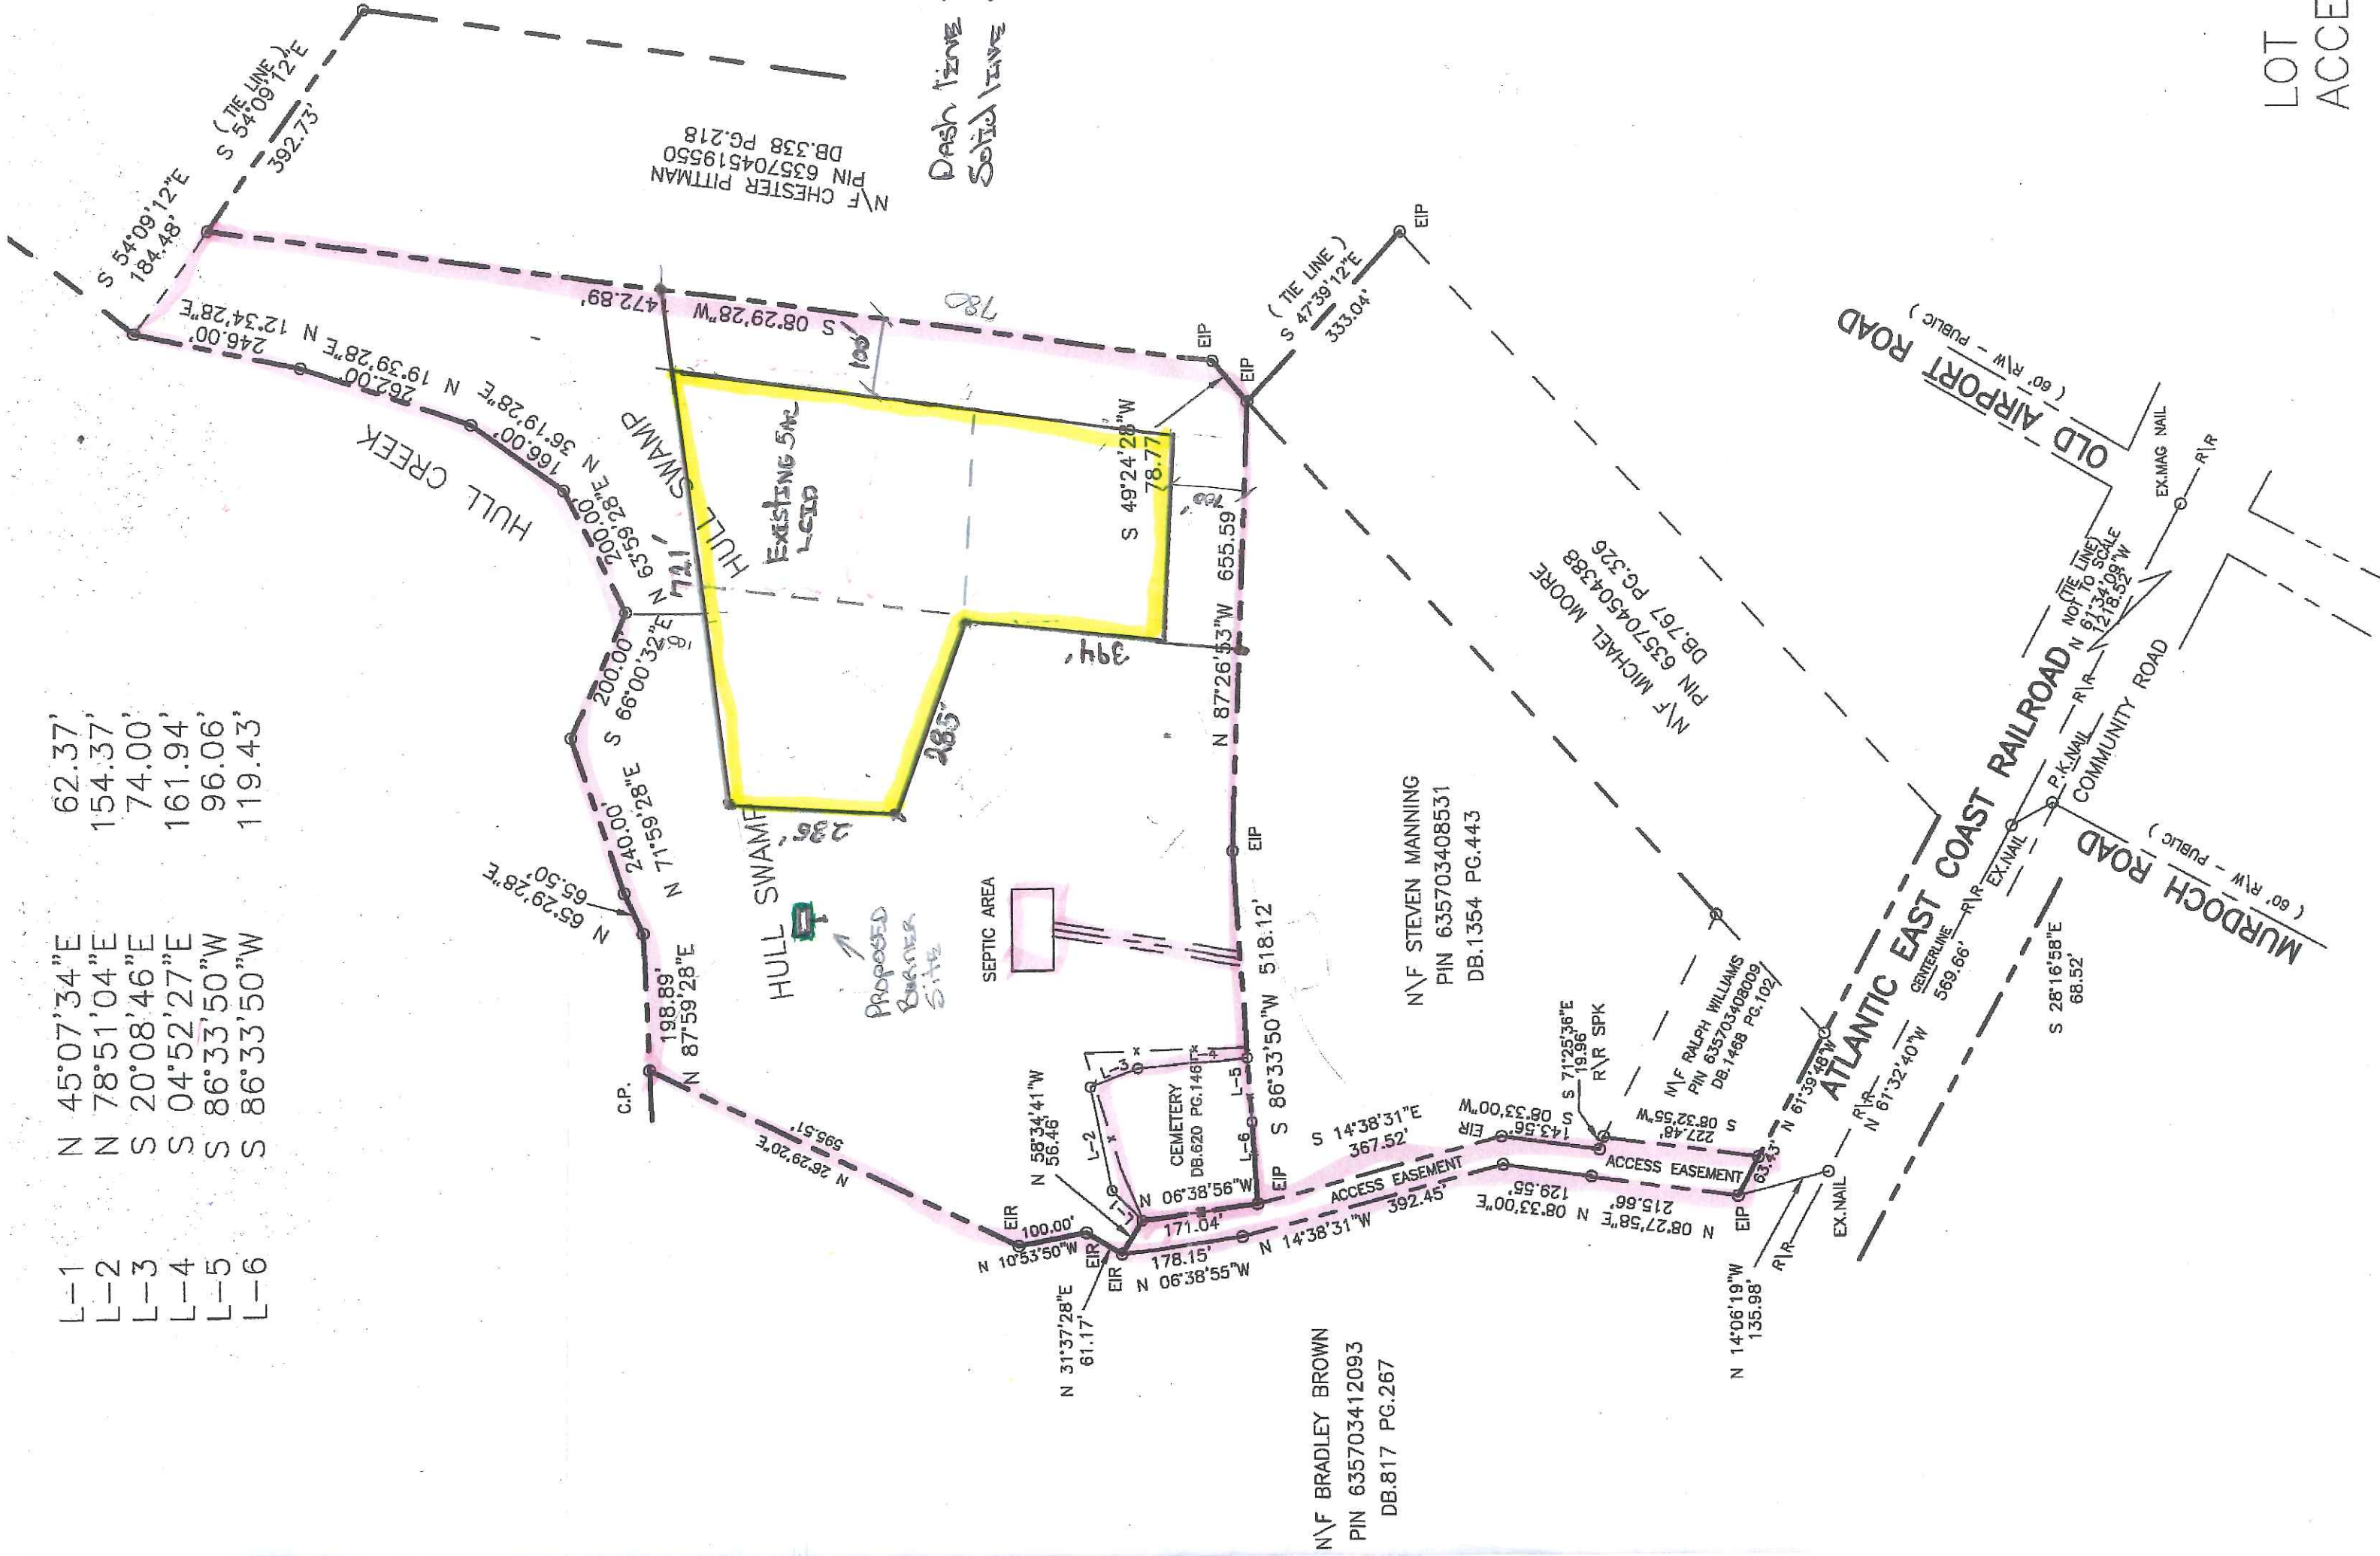 L-1 N 45°07'34"E 62.37'
L-2 N 78°51'04"E 154.37'
L-3 S 20°08'46"E 74.00'
L-4 S 04°52'27"E 161.94'
L-5 S 86°33'50"W 96.06'
L-6 S 86°33'50"W 119.43'
S 54°09'12"E
184.48'
( TIE LINE )
S 54°09'12"E
392.73'
N 12°34'28"E
246.00'
N 19°39'28"E
262.00'
N 36°19'28"E
166.00'
N 63°59'28"E
200.00'
S 66°00'32"E
200.00'
N 71°59'28"E
240.00'
N 65°29'28"E
65.50'
N 87°59'28"E
198.89'
C.P.
HULL CREEK
HULL SWAMP
HULL SWAMP
721'
100'
EXISTING 5AC
LCID
S 08°29'28"W 1472.89'
100'
780
N\F CHESTER PITTMAN
PIN 635704519550
DB.338 PG.218
Dash line
Solid line
236'
285'
394'
100'
S 49°24'28"W
78.77
EIP
EIP
( TIE LINE )
S 47°39'12"E
333.04'
EIP
N 87°26'53"W 655.59'
EIP
PROPOSED
BURNER
SITE
SEPTIC AREA
N 26°29'20"E
595.51'
EIR
100.00'
N 10°53'50"W
EIR
N 31°37'28"E
61.17'
EIR
N 58°34'41"W
56.46'
L-1
L-2
L-3
L-4
L-5
L-6
CEMETERY
DB.620 PG.146
N 06°38'56"W
171.04'
178.15'
N 06°38'55"W
S 86°33'50"W 518.12'
EIP
S 14°38'31"E
367.52'
ACCESS EASEMENT
N 14°38'31"W 392.45'
EIR
S 08°33'00"W
143.56'
S 71°25'36"E
19.96'
R\R SPK
ACCESS EASEMENT
N 08°33'00"E
129.55'
N 08°27'58"E
215.66'
S 08°32'55"W
227.48'
63.43'
EIP
N 61°39'48"W
N 14°06'19"W
135.98'
EX.NAIL
N\F BRADLEY BROWN
PIN 635703412093
DB.817 PG.267
N\F STEVEN MANNING
PIN 635703408531
DB.1354 PG.443
N\F RALPH WILLIAMS
PIN 635703408009
DB.1468 PG.102
N\F MICHAEL MOORE
PIN 635704504388
DB.767 PG.326
ATLANTIC EAST COAST RAILROAD
R\R
R\R
CENTERLINE
R\R
N 61°32'40"W
569.66'
EX.NAIL
P.K.NAIL
R\R
(TIE LINE)
NOT TO SCALE
N 61°34'09"W
1218.52'
EX.MAG NAIL
R\R
COMMUNITY ROAD
S 28°16'58"E
68.52'
MURDOCH ROAD
( 60' R\W - PUBLIC )
OLD AIRPORT ROAD
( 60' R\W - PUBLIC )
LOT
ACCE